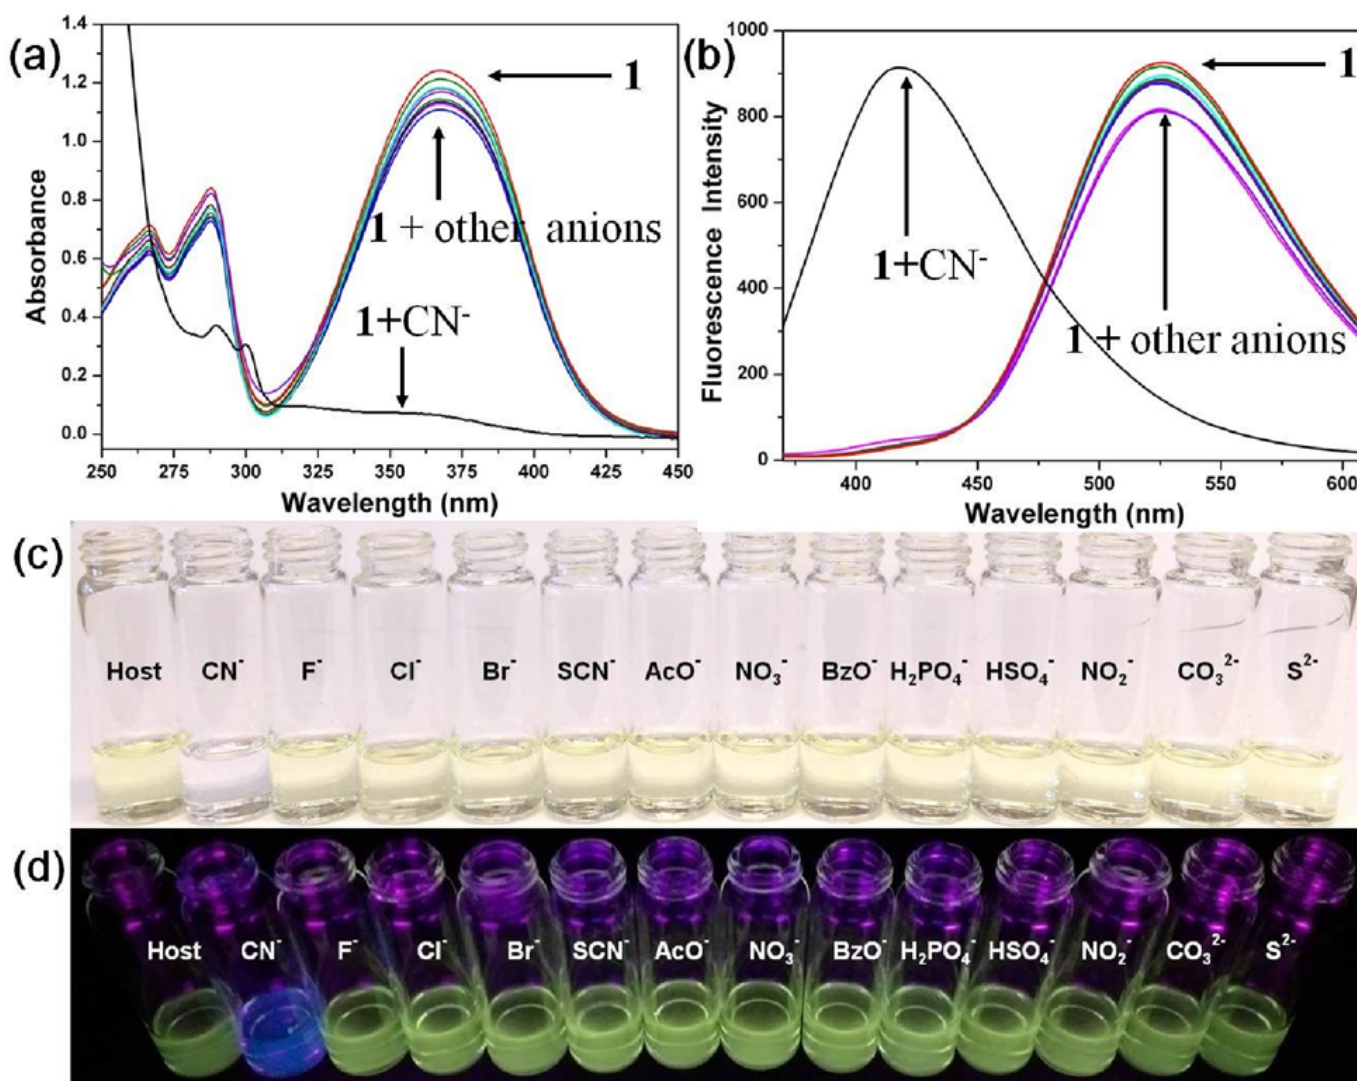 (a)
1.4
1.2
1.0
0.8
0.6
0.4
0.2
0.0
Absorbance
250 275 300 325 350 375 400 425 450
Wavelength (nm)
1
1 + other anions
1+CN⁻
(b)
1000
800
600
400
200
0
Fluorescence Intensity
400 450 500 550 600
Wavelength (nm)
1
1+CN⁻
1 + other anions
(c)
Host CN⁻ F⁻ Cl⁻ Br⁻ SCN⁻ AcO⁻ NO₃⁻ BzO⁻ H₂PO₄⁻ HSO₄⁻ NO₂⁻ CO₃²⁻ S²⁻
(d)
Host CN⁻ F⁻ Cl⁻ Br⁻ SCN⁻ AcO⁻ NO₃⁻ BzO⁻ H₂PO₄⁻ HSO₄⁻ NO₂⁻ CO₃²⁻ S²⁻